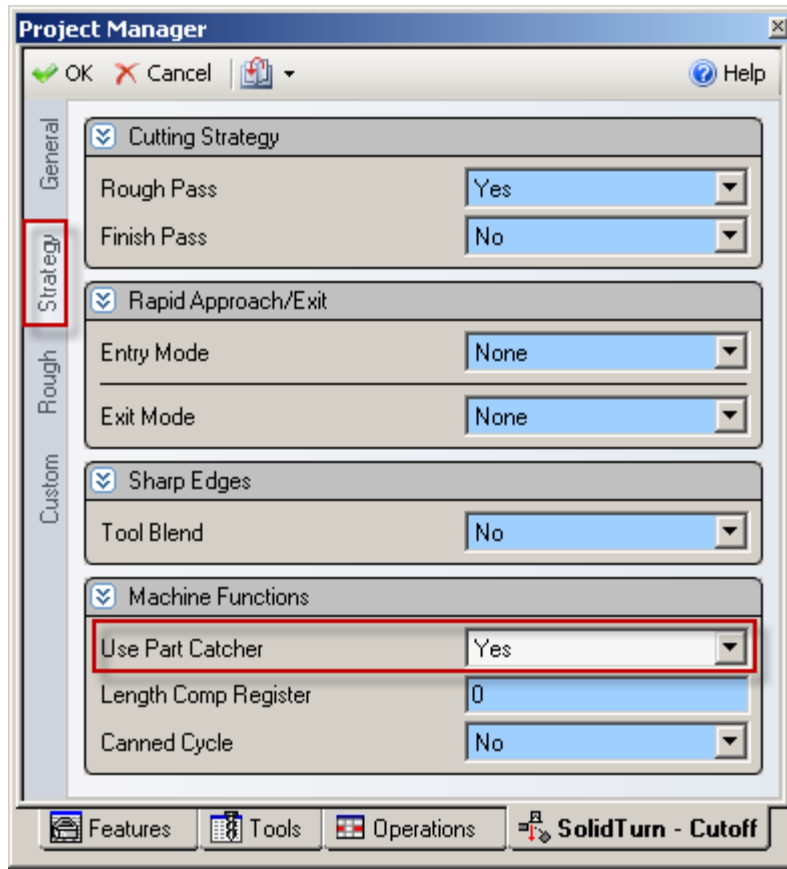 Project Manager
OK Cancel Help
General
Strategy
Rough
Custom
Cutting Strategy
Rough Pass Yes
Finish Pass No
Rapid Approach/Exit
Entry Mode None
Exit Mode None
Sharp Edges
Tool Blend No
Machine Functions
Use Part Catcher Yes
Length Comp Register 0
Canned Cycle No
Features Tools Operations SolidTurn - Cutoff